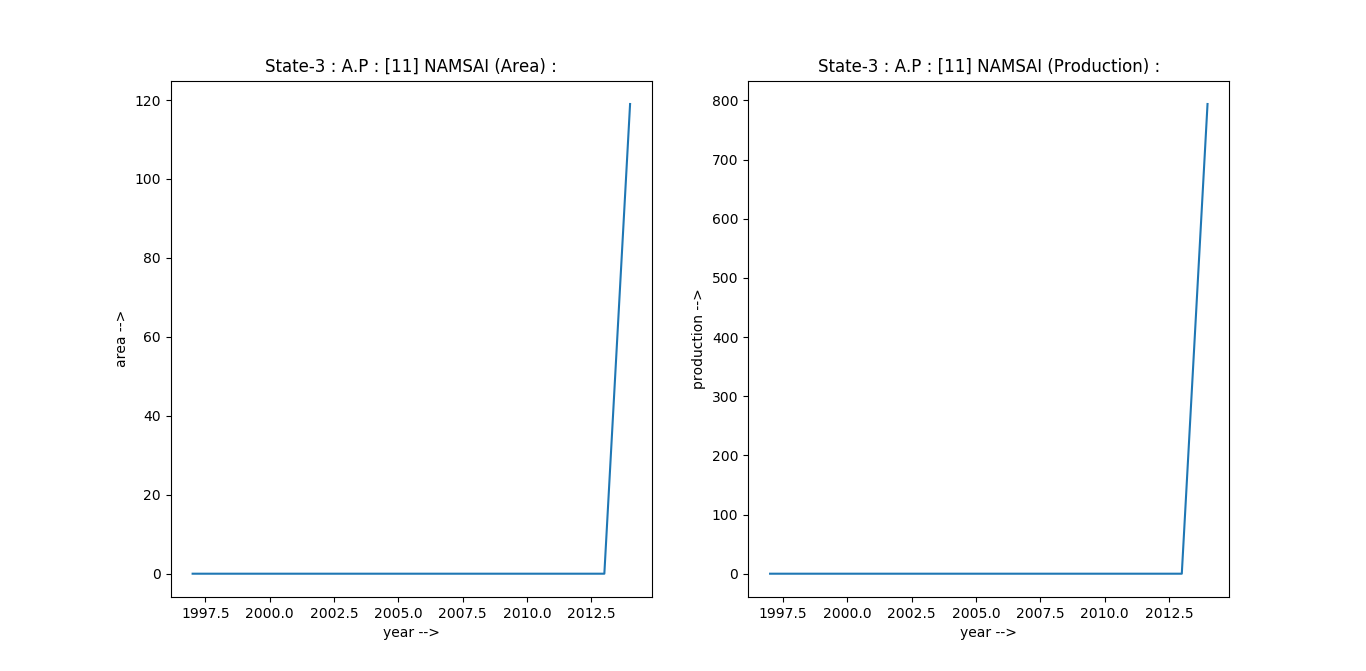 State-3 : A.P : [11] NAMSAI (Area) :
120
100
80
60
40
20
0
area -->
1997.5 2000.0 2002.5 2005.0 2007.5 2010.0 2012.5
year -->
State-3 : A.P : [11] NAMSAI (Production) :
800
700
600
500
400
300
200
100
0
production -->
1997.5 2000.0 2002.5 2005.0 2007.5 2010.0 2012.5
year -->